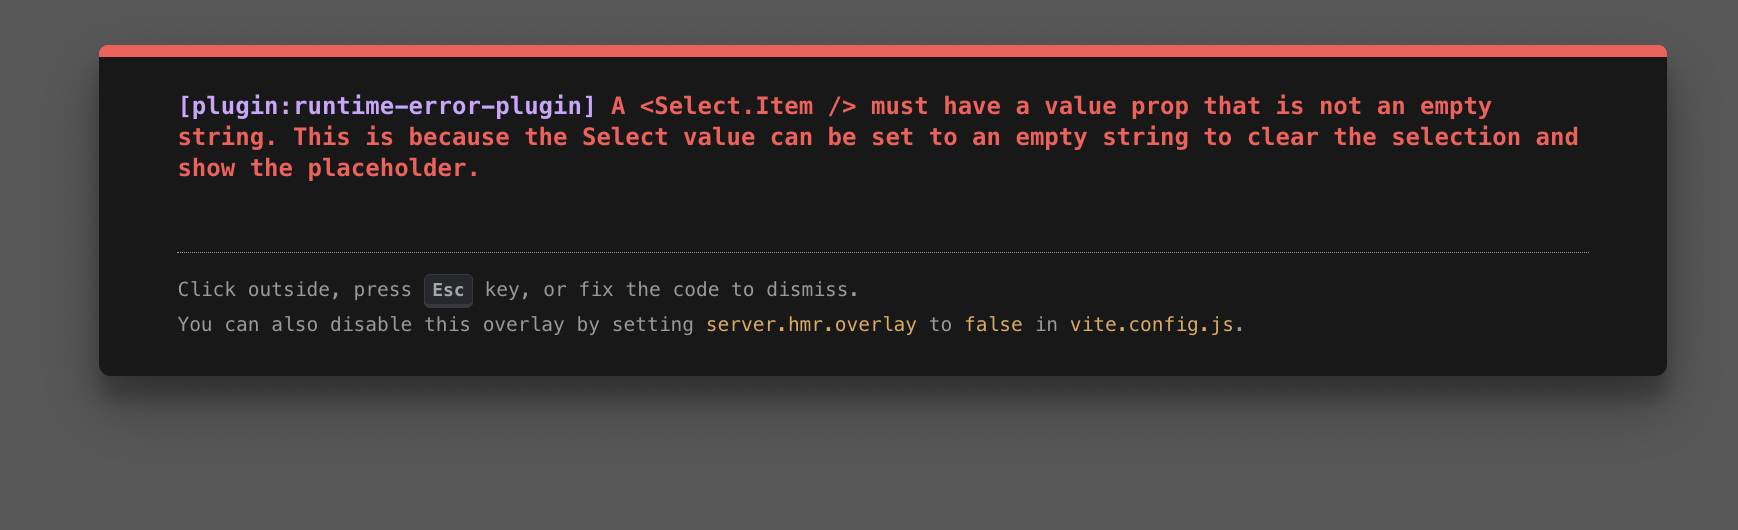 [plugin:runtime-error-plugin] A <Select.Item /> must have a value prop that is not an empty
string. This is because the Select value can be set to an empty string to clear the selection and
show the placeholder.
Click outside, press Esc key, or fix the code to dismiss.
You can also disable this overlay by setting server.hmr.overlay to false in vite.config.js.